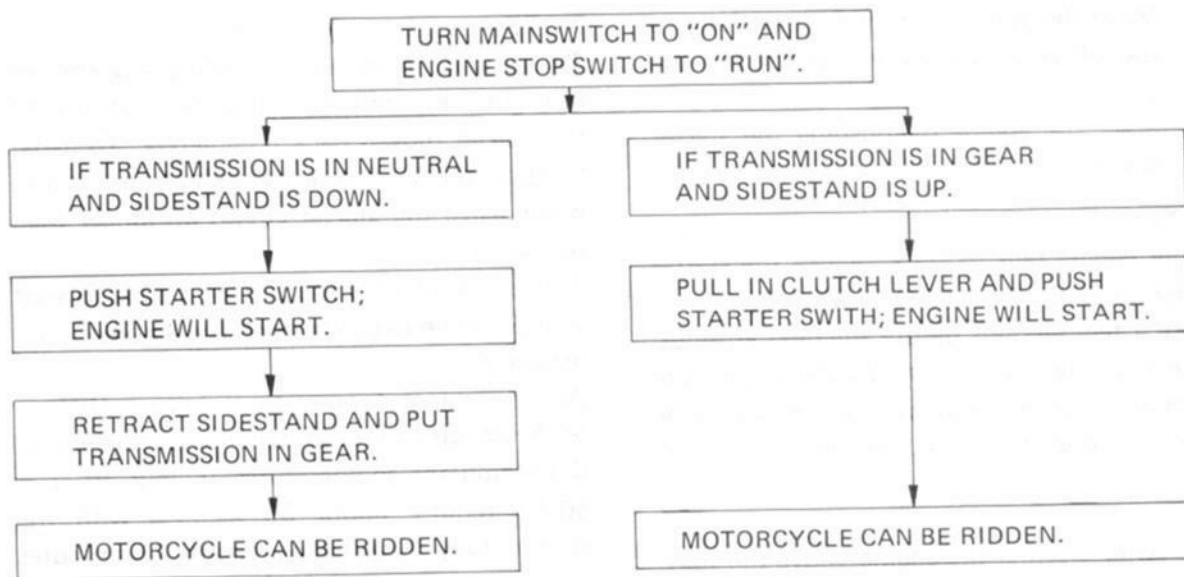 TURN MAINSWITCH TO "ON" AND
ENGINE STOP SWITCH TO "RUN".
IF TRANSMISSION IS IN NEUTRAL
AND SIDESTAND IS DOWN.
PUSH STARTER SWITCH;
ENGINE WILL START.
RETRACT SIDESTAND AND PUT
TRANSMISSION IN GEAR.
MOTORCYCLE CAN BE RIDDEN.
IF TRANSMISSION IS IN GEAR
AND SIDESTAND IS UP.
PULL IN CLUTCH LEVER AND PUSH
STARTER SWITH; ENGINE WILL START.
MOTORCYCLE CAN BE RIDDEN.